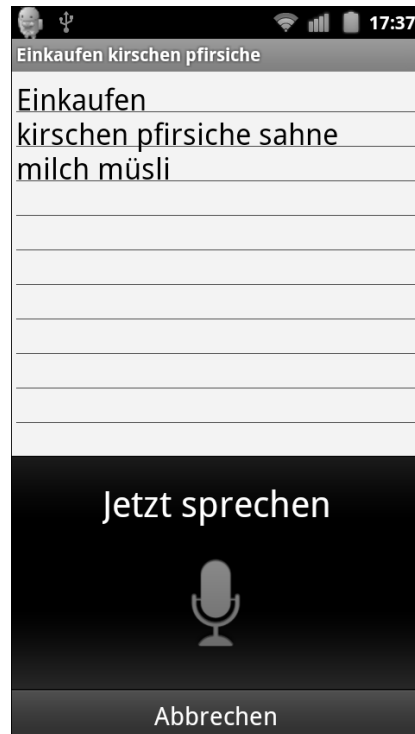 17:37
Einkaufen kirschen pfirsiche
Einkaufen
kirschen pfirsiche sahne
milch müsli
Jetzt sprechen
Abbrechen